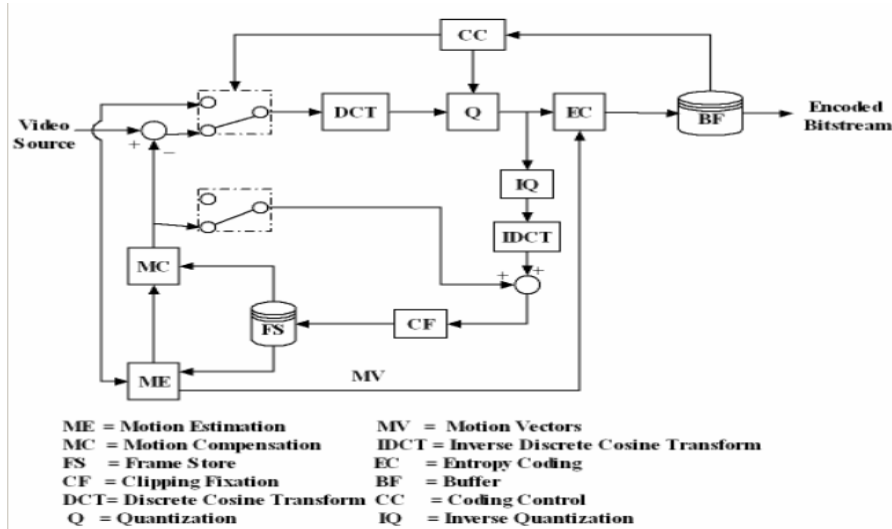 CC
Video
Source
+
−
DCT
Q
EC
BF
Encoded
Bitstream
IQ
IDCT
MC
+
+
FS
CF
ME
MV
ME = Motion Estimation
MV = Motion Vectors
MC = Motion Compensation
IDCT = Inverse Discrete Cosine Transform
FS = Frame Store
EC = Entropy Coding
CF = Clipping Fixation
BF = Buffer
DCT= Discrete Cosine Transform
CC = Coding Control
Q = Quantization
IQ = Inverse Quantization